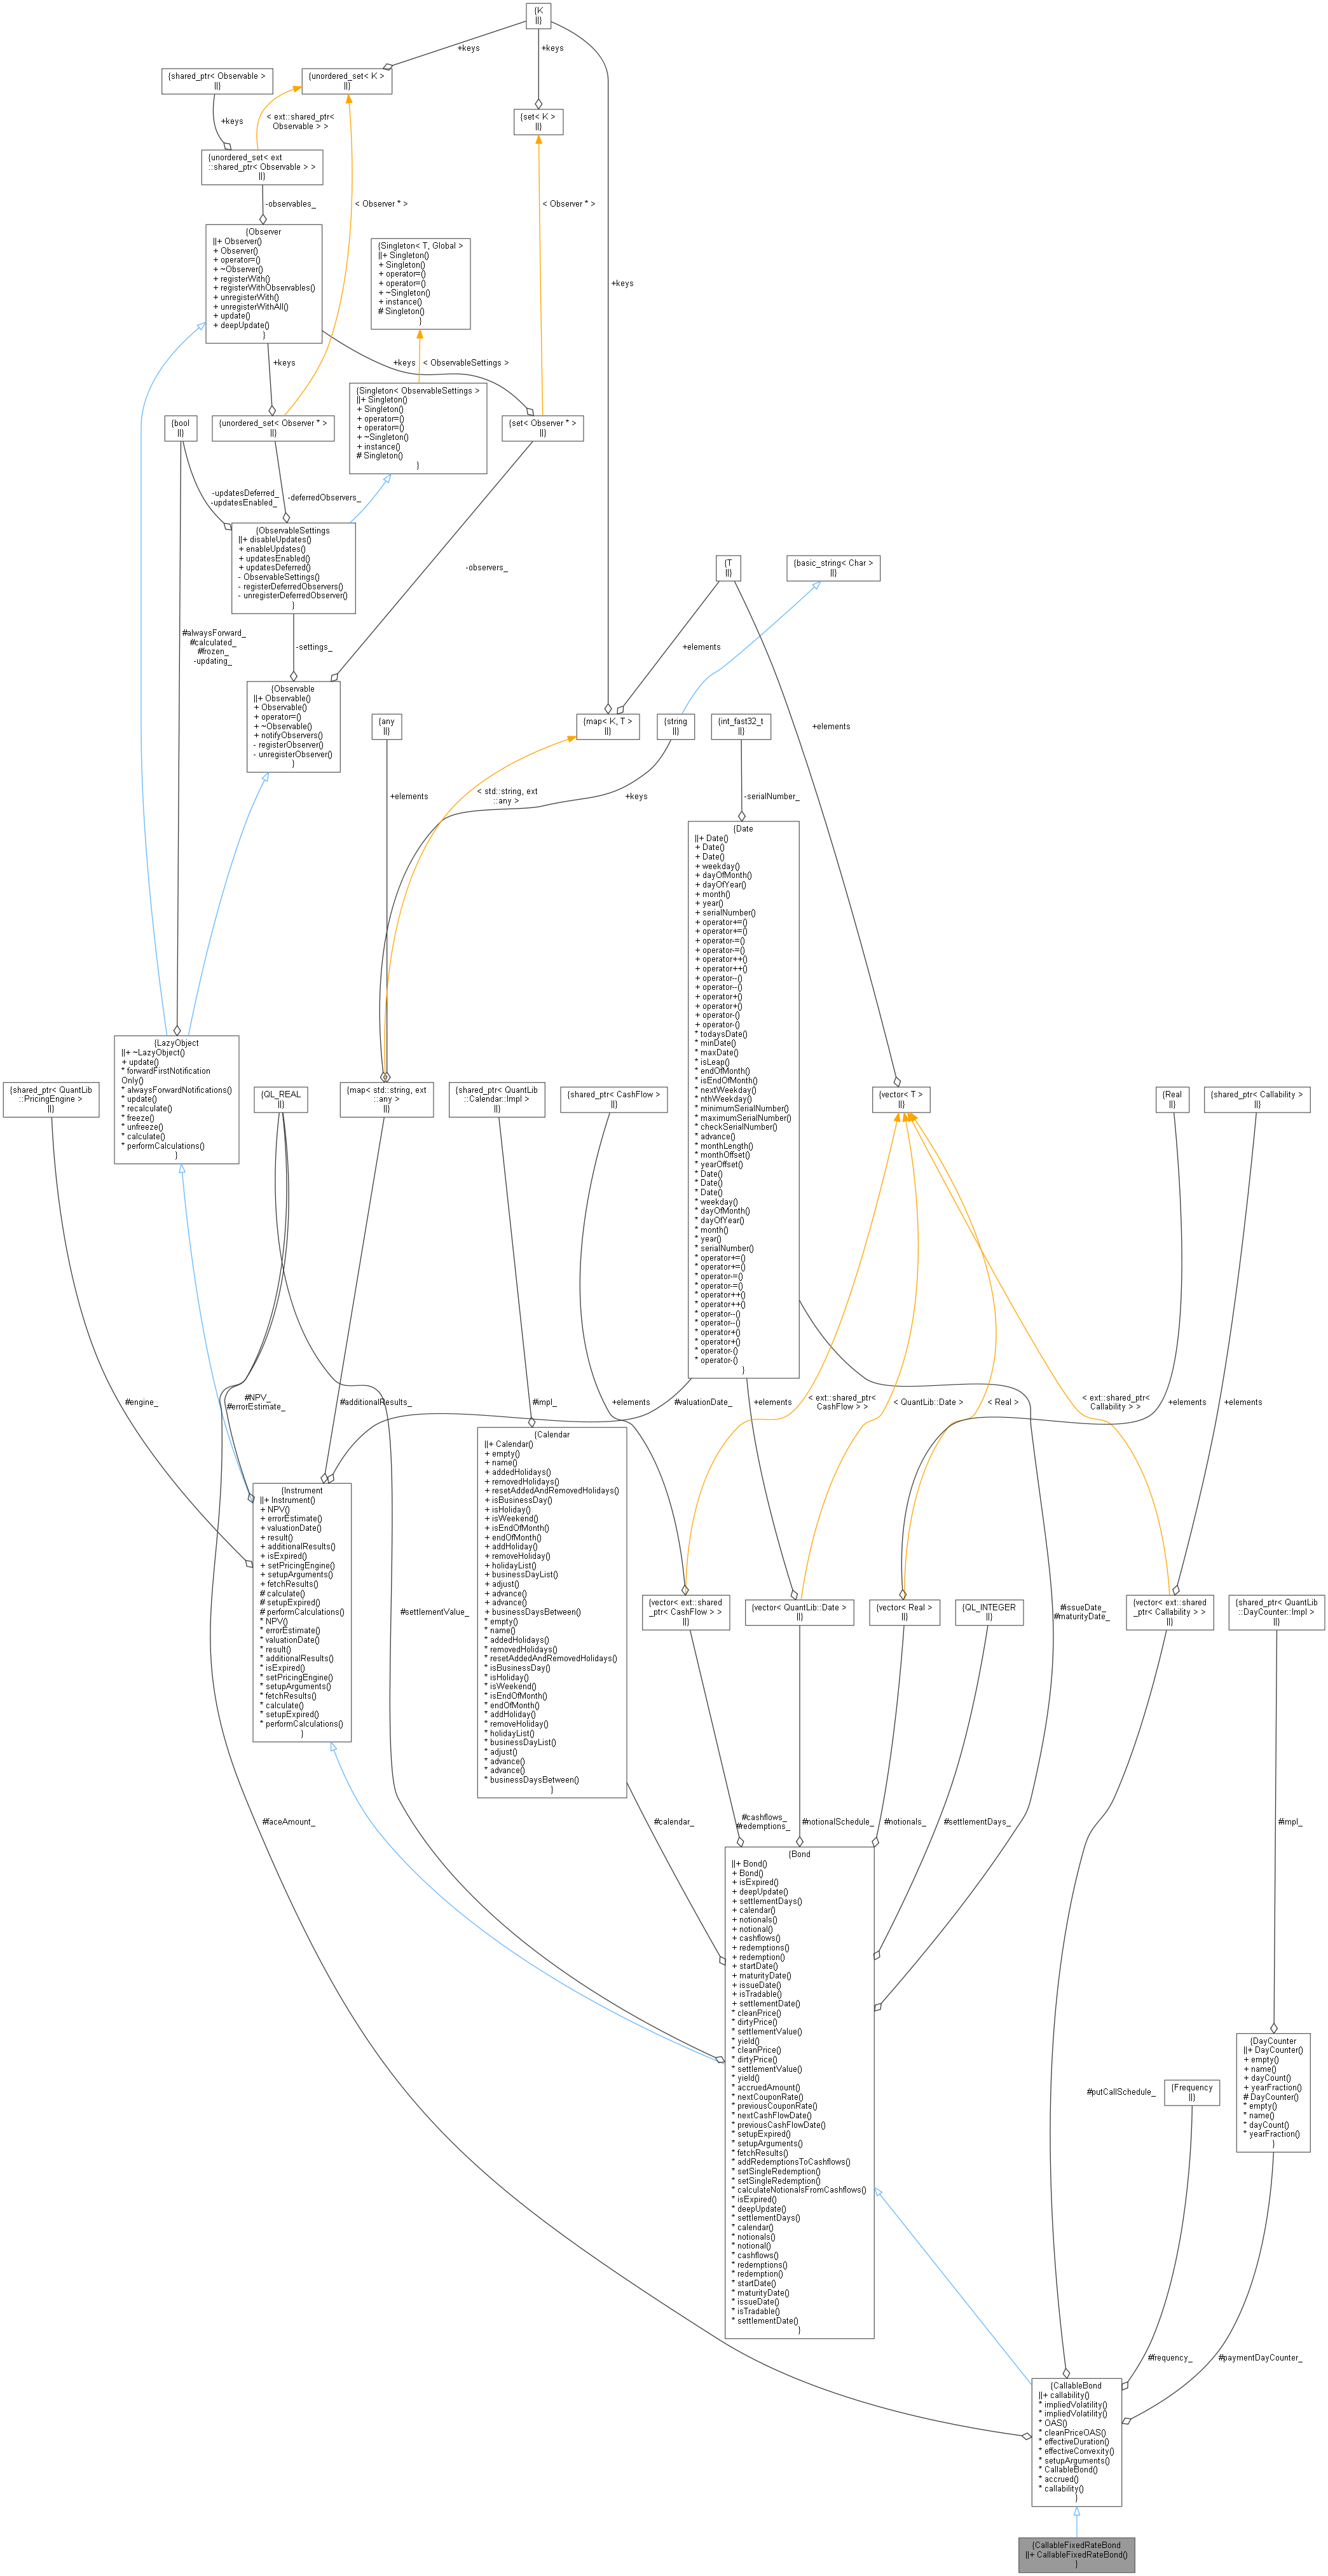 {K
||}
+keys
+keys
{shared_ptr< Observable >
||}
{unordered_set< K >
||}
{set< K >
||}
+keys
< ext::shared_ptr<
Observable > >
{unordered_set< ext
::shared_ptr< Observable > >
||}
-observables_
< Observer * >
< Observer * >
{Observer
||+ Observer()
+ Observer()
+ operator=()
+ ~Observer()
+ registerWith()
+ registerWithObservables()
+ unregisterWith()
+ unregisterWithAll()
+ update()
+ deepUpdate()
}
{Singleton< T, Global >
||+ Singleton()
+ Singleton()
+ operator=()
+ operator=()
+ ~Singleton()
+ instance()
# Singleton()
}
+keys
+keys
+keys
< ObservableSettings >
{Singleton< ObservableSettings >
||+ Singleton()
+ Singleton()
+ operator=()
+ operator=()
+ ~Singleton()
+ instance()
# Singleton()
}
{bool
||}
{unordered_set< Observer * >
||}
{set< Observer * >
||}
-updatesDeferred_
-updatesEnabled_
-deferredObservers_
{ObservableSettings
||+ disableUpdates()
+ enableUpdates()
+ updatesEnabled()
+ updatesDeferred()
- ObservableSettings()
- registerDeferredObservers()
- unregisterDeferredObserver()
}
-observers_
{T
||}
{basic_string< Char >
||}
#alwaysForward_
#calculated_
#frozen_
-updating_
-settings_
+elements
{Observable
||+ Observable()
+ Observable()
+ operator=()
+ ~Observable()
+ notifyObservers()
- registerObserver()
- unregisterObserver()
}
{any
||}
{map< K, T >
||}
{string
||}
{int_fast32_t
||}
+elements
+elements
< std::string, ext
::any >
+keys
-serialNumber_
{Date
||+ Date()
+ Date()
+ Date()
+ weekday()
+ dayOfMonth()
+ dayOfYear()
+ month()
+ year()
+ serialNumber()
+ operator+=()
+ operator+=()
+ operator-=()
+ operator-=()
+ operator++()
+ operator++()
+ operator--()
+ operator--()
+ operator+()
+ operator+()
+ operator-()
+ operator-()
* todaysDate()
* minDate()
* maxDate()
* isLeap()
* endOfMonth()
* isEndOfMonth()
* nextWeekday()
* nthWeekday()
* minimumSerialNumber()
* maximumSerialNumber()
* checkSerialNumber()
* advance()
* monthLength()
* monthOffset()
* yearOffset()
* Date()
* Date()
* Date()
* weekday()
* dayOfMonth()
* dayOfYear()
* month()
* year()
* serialNumber()
* operator+=()
* operator+=()
* operator-=()
* operator-=()
* operator++()
* operator++()
* operator--()
* operator--()
* operator+()
* operator+()
* operator-()
* operator-()
}
{LazyObject
||+ ~LazyObject()
+ update()
* forwardFirstNotification
Only()
* alwaysForwardNotifications()
* update()
* recalculate()
* freeze()
* unfreeze()
* calculate()
* performCalculations()
}
{shared_ptr< QuantLib
::PricingEngine >
||}
{QL_REAL
||}
{map< std::string, ext
::any >
||}
{shared_ptr< QuantLib
::Calendar::Impl >
||}
{shared_ptr< CashFlow >
||}
{vector< T >
||}
{Real
||}
{shared_ptr< Callability >
||}
#engine_
#NPV_
#errorEstimate_
#additionalResults_
#impl_
+elements
#valuationDate_
+elements
< ext::shared_ptr<
CashFlow > >
< QuantLib::Date >
< Real >
< ext::shared_ptr<
Callability > >
+elements
+elements
{Calendar
||+ Calendar()
+ empty()
+ name()
+ addedHolidays()
+ removedHolidays()
+ resetAddedAndRemovedHolidays()
+ isBusinessDay()
+ isHoliday()
+ isWeekend()
+ isEndOfMonth()
+ endOfMonth()
+ addHoliday()
+ removeHoliday()
+ holidayList()
+ businessDayList()
+ adjust()
+ advance()
+ advance()
+ businessDaysBetween()
* empty()
* name()
* addedHolidays()
* removedHolidays()
* resetAddedAndRemovedHolidays()
* isBusinessDay()
* isHoliday()
* isWeekend()
* isEndOfMonth()
* endOfMonth()
* addHoliday()
* removeHoliday()
* holidayList()
* businessDayList()
* adjust()
* advance()
* advance()
* businessDaysBetween()
}
{Instrument
||+ Instrument()
+ NPV()
+ errorEstimate()
+ valuationDate()
+ result()
+ additionalResults()
+ isExpired()
+ setPricingEngine()
+ setupArguments()
+ fetchResults()
# calculate()
# setupExpired()
# performCalculations()
* NPV()
* errorEstimate()
* valuationDate()
* result()
* additionalResults()
* isExpired()
* setPricingEngine()
* setupArguments()
* fetchResults()
* calculate()
* setupExpired()
* performCalculations()
}
#settlementValue_
{vector< ext::shared
_ptr< CashFlow > >
||}
{vector< QuantLib::Date >
||}
{vector< Real >
||}
{QL_INTEGER
||}
#issueDate_
#maturityDate_
{vector< ext::shared
_ptr< Callability > >
||}
{shared_ptr< QuantLib
::DayCounter::Impl >
||}
#faceAmount_
#calendar_
#cashflows_
#redemptions_
#notionalSchedule_
#notionals_
#settlementDays_
#impl_
{Bond
||+ Bond()
+ Bond()
+ isExpired()
+ deepUpdate()
+ settlementDays()
+ calendar()
+ notionals()
+ notional()
+ cashflows()
+ redemptions()
+ redemption()
+ startDate()
+ maturityDate()
+ issueDate()
+ isTradable()
+ settlementDate()
* cleanPrice()
* dirtyPrice()
* settlementValue()
* yield()
* cleanPrice()
* dirtyPrice()
* settlementValue()
* yield()
* accruedAmount()
* nextCouponRate()
* previousCouponRate()
* nextCashFlowDate()
* previousCashFlowDate()
* setupExpired()
* setupArguments()
* fetchResults()
* addRedemptionsToCashflows()
* setSingleRedemption()
* setSingleRedemption()
* calculateNotionalsFromCashflows()
* isExpired()
* deepUpdate()
* settlementDays()
* calendar()
* notionals()
* notional()
* cashflows()
* redemptions()
* redemption()
* startDate()
* maturityDate()
* issueDate()
* isTradable()
* settlementDate()
}
{DayCounter
||+ DayCounter()
+ empty()
+ name()
+ dayCount()
+ yearFraction()
# DayCounter()
* empty()
* name()
* dayCount()
* yearFraction()
}
#putCallSchedule_
{Frequency
||}
#frequency_
#paymentDayCounter_
{CallableBond
||+ callability()
* impliedVolatility()
* impliedVolatility()
* OAS()
* cleanPriceOAS()
* effectiveDuration()
* effectiveConvexity()
* setupArguments()
* CallableBond()
* accrued()
* callability()
}
{CallableFixedRateBond
||+ CallableFixedRateBond()
}